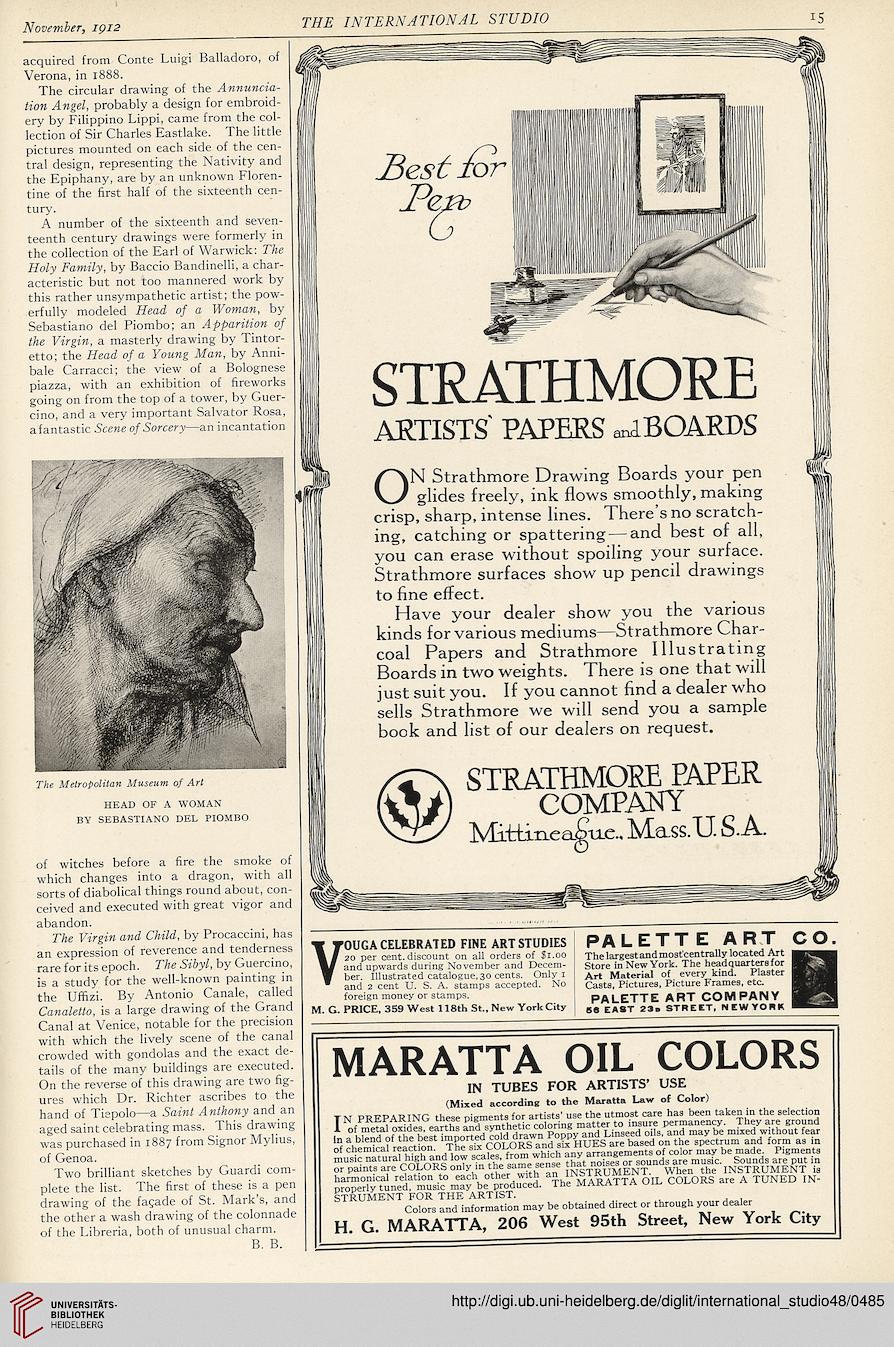 November, 1912
THE INTERNATIONAL STUDIO
15
acquired from Conte Luigi Balladoro, of
Verona, in 1888.
The circular drawing of the Annuncia-
tion Angel, probably a design for embroid-
ery by Filippino Lippi, came from the col-
lection of Sir Charles Eastlake. The little
pictures mounted on each side of the cen-
tral design, representing the Nativity and
the Epiphany, are by an unknown Floren-
tine of the first half of the sixteenth cen-
tury.
A number of the sixteenth and seven-
teenth century drawings were formerly in
the collection of the Earl of Warwick: The
Holy Family, by Baccio Bandinelli, a char-
acteristic but not too mannered work by
this rather unsympathetic artist; the pow-
erfully modeled Head of a Woman, by
Sebastiano del Piombo; an Apparition of
the Virgin, a masterly drawing by Tintor-
etto; the Head of a Young Man, by Anni-
bale Carracci; the view of a Bolognese
piazza, with an exhibition of fireworks
going on from the top of a tower, by Guer-
cino, and a very important Salvator Rosa,
a fantastic Scene of Sorcery—an incantation
The Metropolitan Museum of Art
HEAD OF A WOMAN
BY SEBASTIANO DEL PIOMBO
of witches before a fire the smoke of
which changes into a dragon, with all
sorts of diabolical things round about, con-
ceived and executed with great vigor and
abandon.
The Virgin and Child, by Procaccini, has
an expression of reverence and tenderness
rare for its epoch. The Sibyl, by Guercino,
is a study for the well-known painting in
the Uffizi. By Antonio Canale, called
Canaletto, is a large drawing of the Grand
Canal at Venice, notable for the precision
with which the lively scene of the canal
crowded with gondolas and the exact de-
tails of the many buildings are executed.
On the reverse of this drawing are two fig-
ures which Dr. Richter ascribes to the
hand of Tiepolo—a Saint Anthony and an
aged saint celebrating mass. This drawing
was purchased in 1887 from Signor Mylius,
of Genoa.
Two brilliant sketches by Guardi com-
plete the list. The first of these is a pen
drawing of the façade of St. Mark's, and
the other a wash drawing of the colonnade
of the Libreria, both of unusual charm.
B. B.
Best for
Pen
STRATHMORE
ARTISTS' PAPERS and BOARDS
ON Strathmore Drawing Boards your pen
glides freely, ink flows smoothly, making
crisp, sharp, intense lines. There's no scratch-
ing, catching or spattering—and best of all,
you can erase without spoiling your surface.
Strathmore surfaces show up pencil drawings
to fine effect.
Have your dealer show you the various
kinds for various mediums—Strathmore Char-
coal Papers and Strathmore Illustrating
Boards in two weights. There is one that will
just suit you. If you cannot find a dealer who
sells Strathmore we will send you a sample
book and list of our dealers on request.
STRATHMORE PAPER
COMPANY
Mittineague., Mass. U.S.A.
VOUGA CELEBRATED FINE ART STUDIES
20 per cent. discount on all orders of $1.00
and upwards during November and Decem-
ber. Illustrated catalogue, 30 cents. Only 1
and 2 cent U. S. A. stamps accepted. No
foreign money or stamps.
M. G. PRICE, 359 West 118th St., New York City
PALETTE ART CO.
The largest and most centrally located Art
Store in New York. The headquarters for
Art Material of every kind. Plaster
Casts, Pictures, Picture Frames, etc.
PALETTE ART COMPANY
56 EAST 23D STREET, NEW YORK
MARATTA OIL COLORS
IN TUBES FOR ARTISTS' USE
(Mixed according to the Maratta Law of Color)
IN PREPARING these pigments for artists' use the utmost care has been taken in the selection
of metal oxides, earths and synthetic coloring matter to insure permanency. They are ground
in a blend of the best imported cold drawn Poppy and Linseed oils, and may be mixed without fear
of chemical reaction. The six COLORS and six HUES are based on the spectrum and form as in
music natural high and low scales, from which any arrangements of color may be made. Pigments
or paints are COLORS only in the same sense that noises or sounds are music. Sounds are put in
harmonical relation to each other with an INSTRUMENT. When the INSTRUMENT is
properly tuned, music may be produced. The MARATTA OIL COLORS are A TUNED IN-
STRUMENT FOR THE ARTIST.
Colors and information may be obtained direct or through your dealer
H. G. MARATTA, 206 West 95th Street, New York City
UNIVERSITÄTS-
BIBLIOTHEK
HEIDELBERG
http://digi.ub.uni-heidelberg.de/diglit/international_studio48/0485